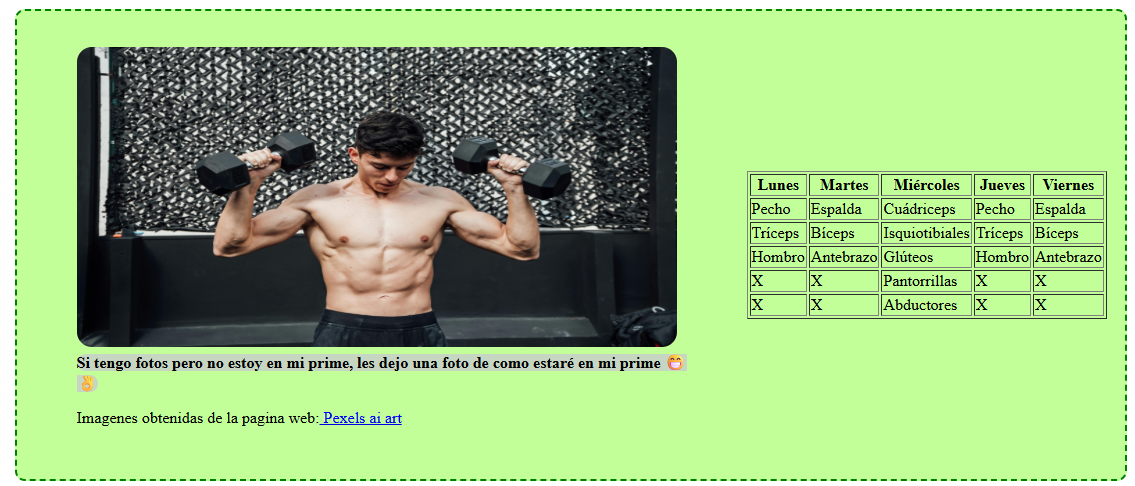 Si tengo fotos pero no estoy en mi prime, les dejo una foto de como estaré en mi prime 😁
👌
Imagenes obtenidas de la pagina web: Pexels ai art
Lunes Martes Miércoles Jueves Viernes
Pecho Espalda Cuádriceps Pecho Espalda
Tríceps Bíceps Isquiotibiales Tríceps Bíceps
Hombro Antebrazo Glúteos Hombro Antebrazo
X X Pantorrillas X X
X X Abductores X X